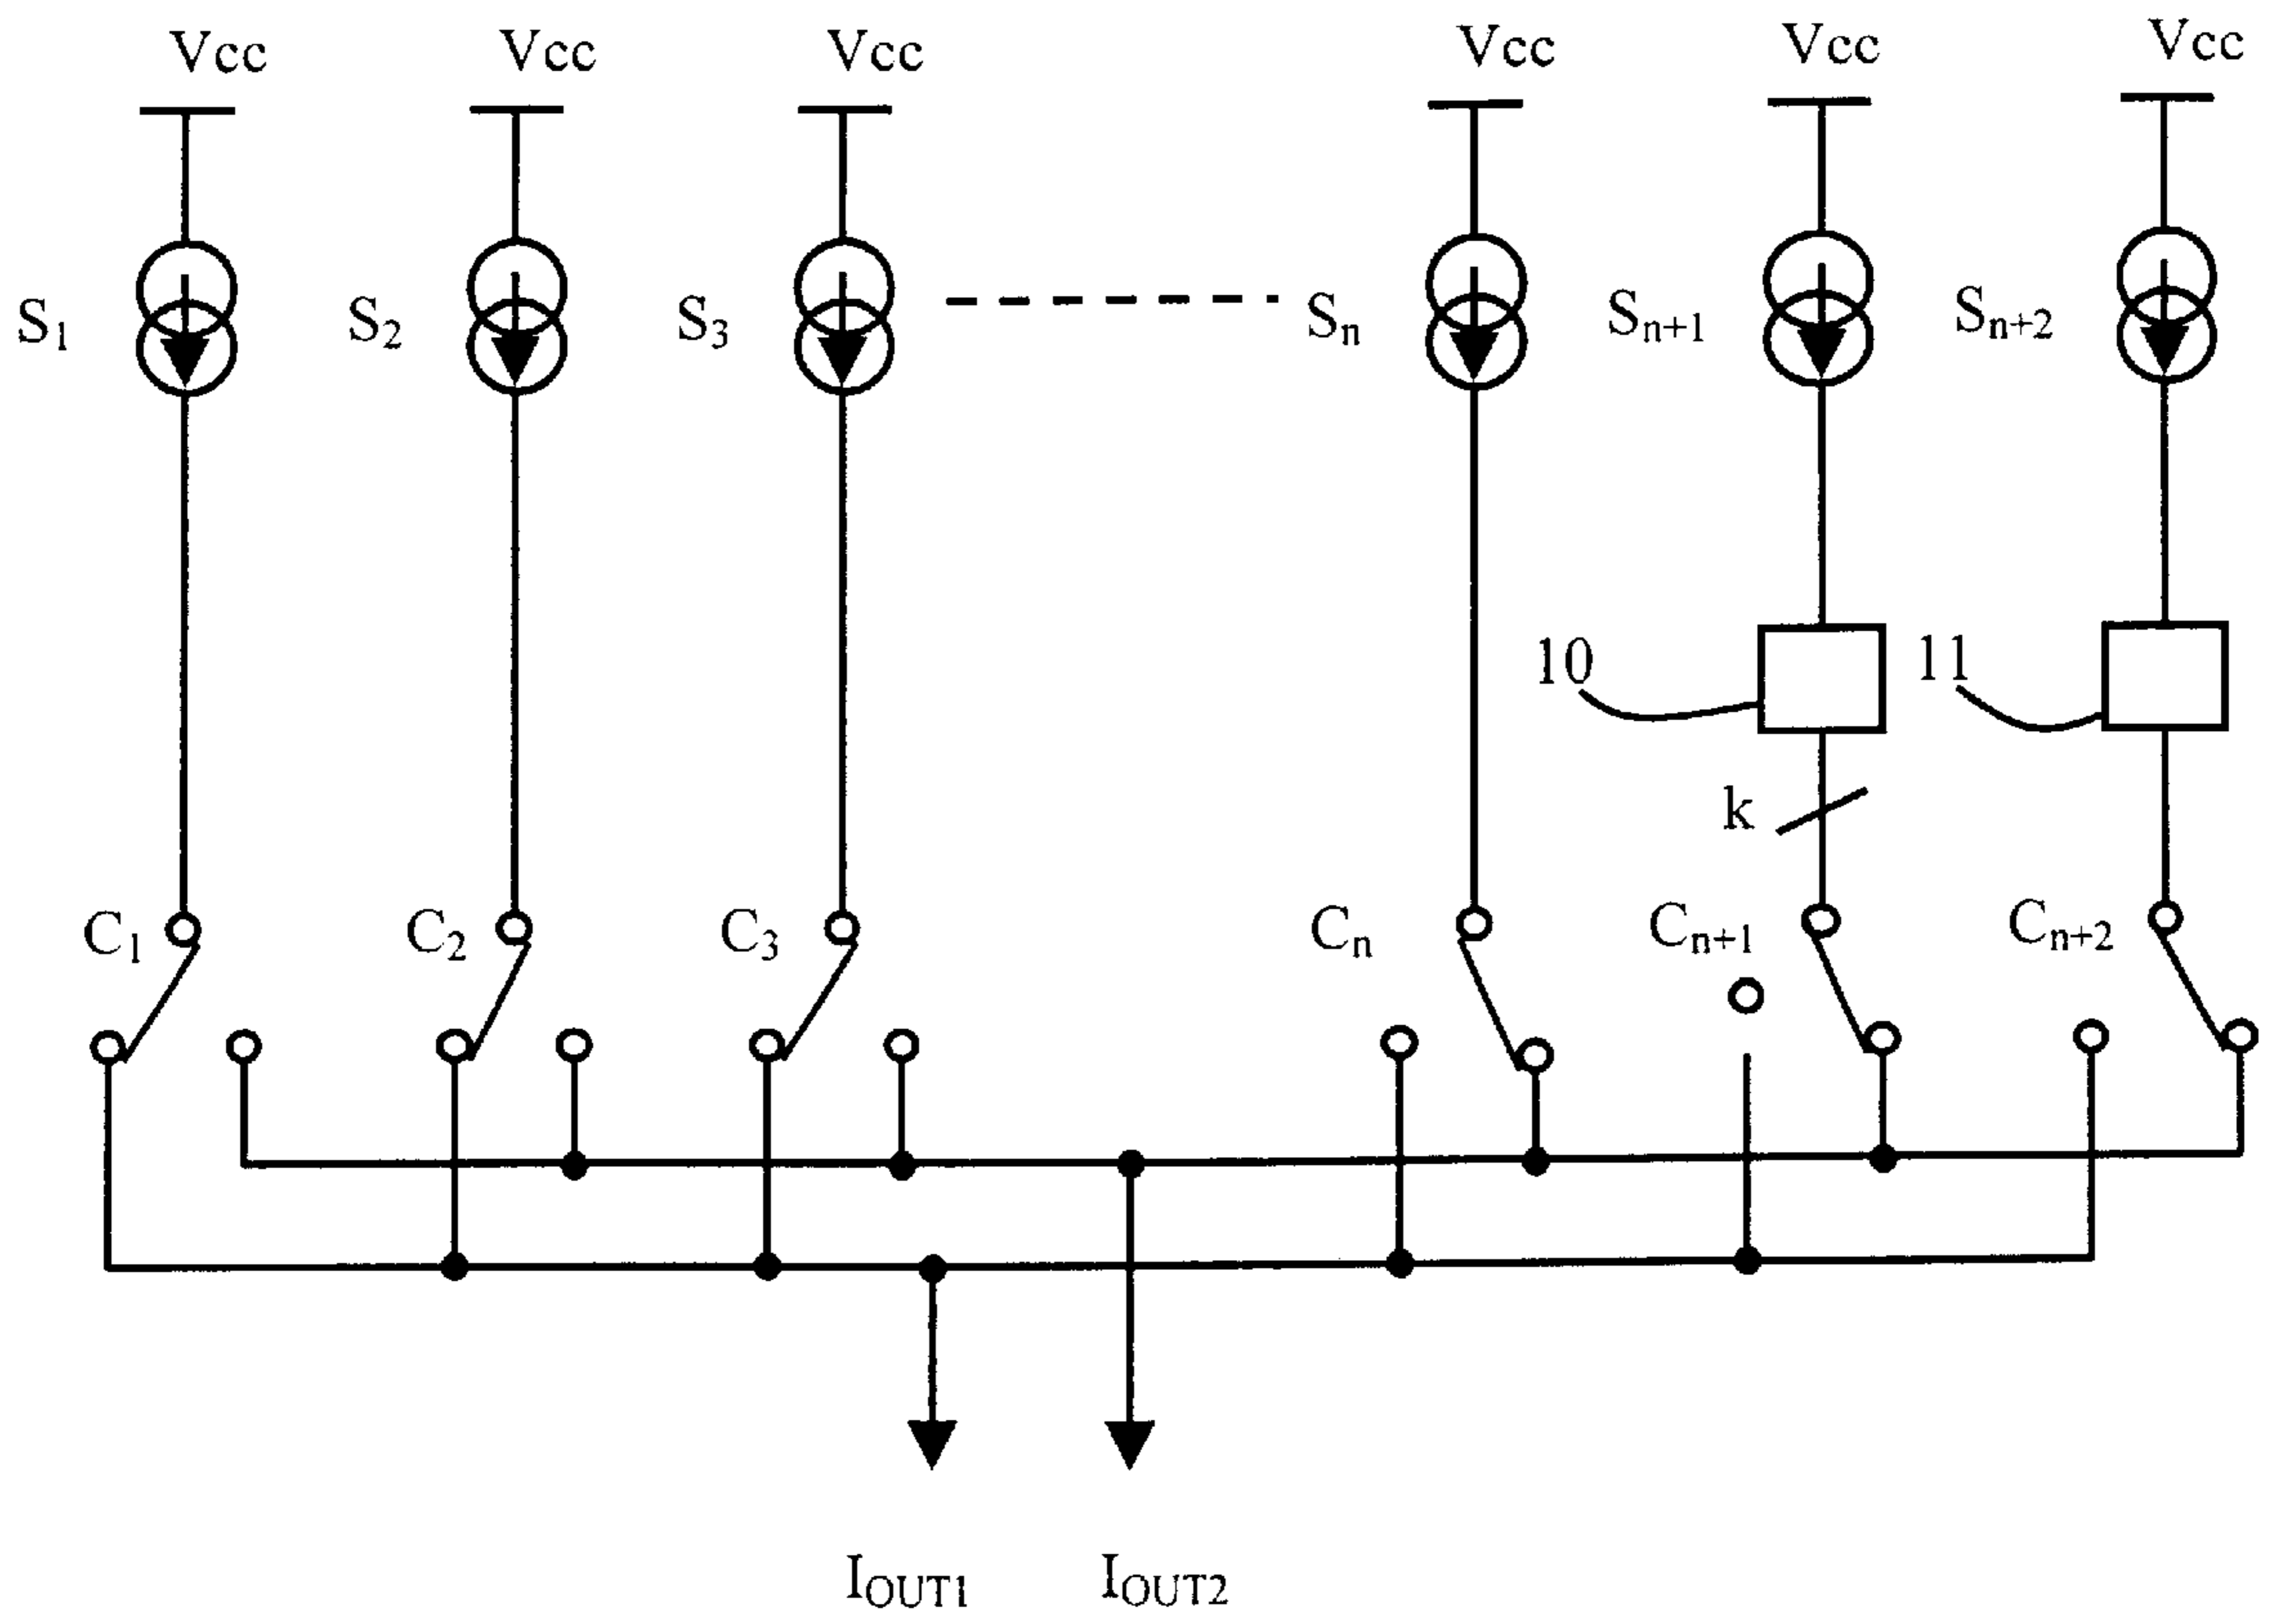 Vcc Vcc Vcc Vcc Vcc Vcc
S1 S2 S3 Sn Sn+1 Sn+2
10 11
k
C1 C2 C3 Cn Cn+1 Cn+2
IOUT1 IOUT2